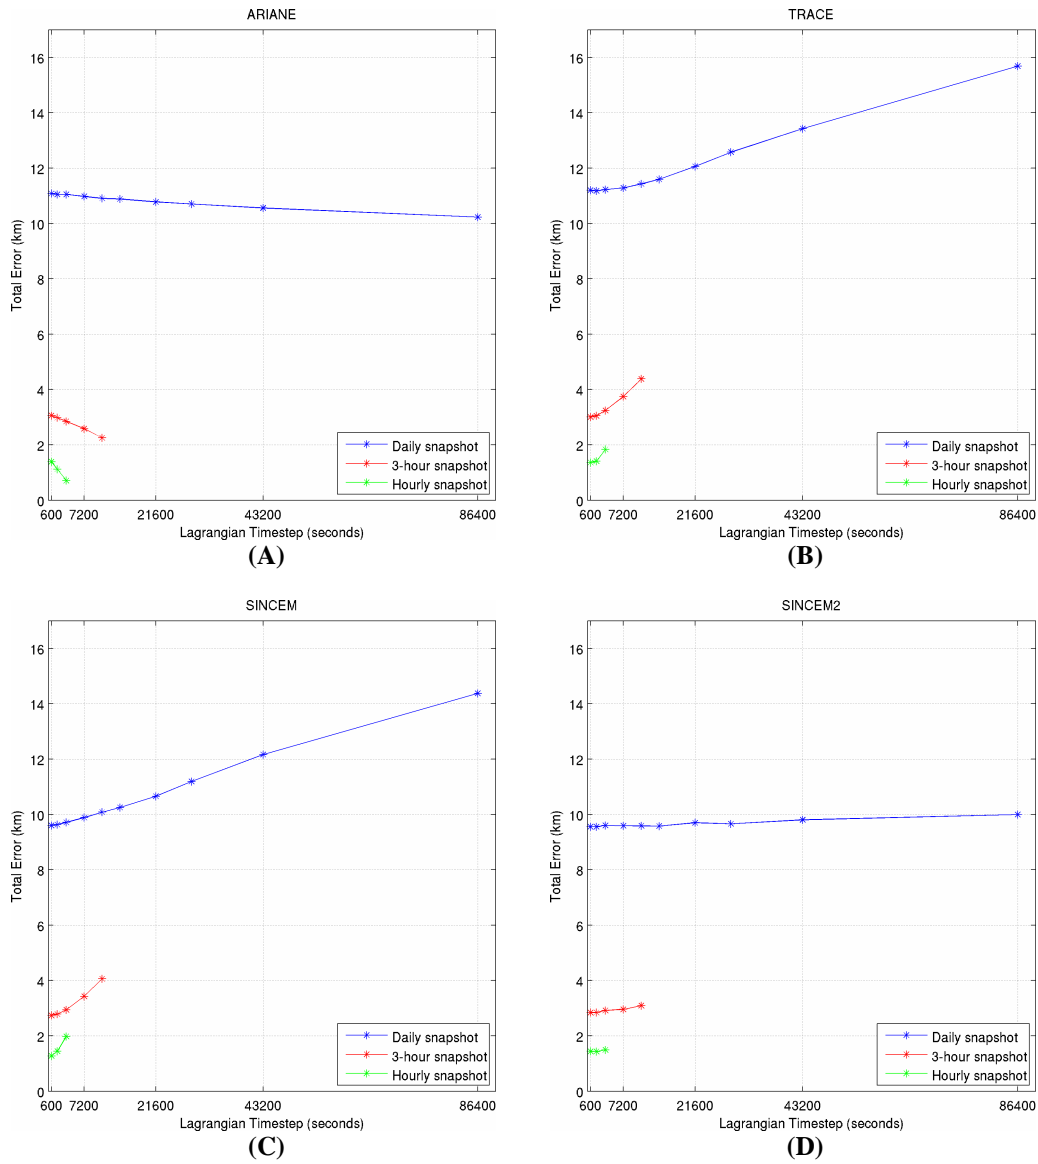 ARIANE
16
14
12
10
8
6
4
2
0
Total Error (km)
600 7200 21600 43200 86400
Lagrangian Timestep (seconds)
Daily snapshot
3-hour snapshot
Hourly snapshot
(A)
TRACE
16
14
12
10
8
6
4
2
0
Total Error (km)
600 7200 21600 43200 86400
Lagrangian Timestep (seconds)
Daily snapshot
3-hour snapshot
Hourly snapshot
(B)
SINCEM
16
14
12
10
8
6
4
2
0
Total Error (km)
600 7200 21600 43200 86400
Lagrangian Timestep (seconds)
Daily snapshot
3-hour snapshot
Hourly snapshot
(C)
SINCEM2
16
14
12
10
8
6
4
2
0
Total Error (km)
600 7200 21600 43200 86400
Lagrangian Timestep (seconds)
Daily snapshot
3-hour snapshot
Hourly snapshot
(D)